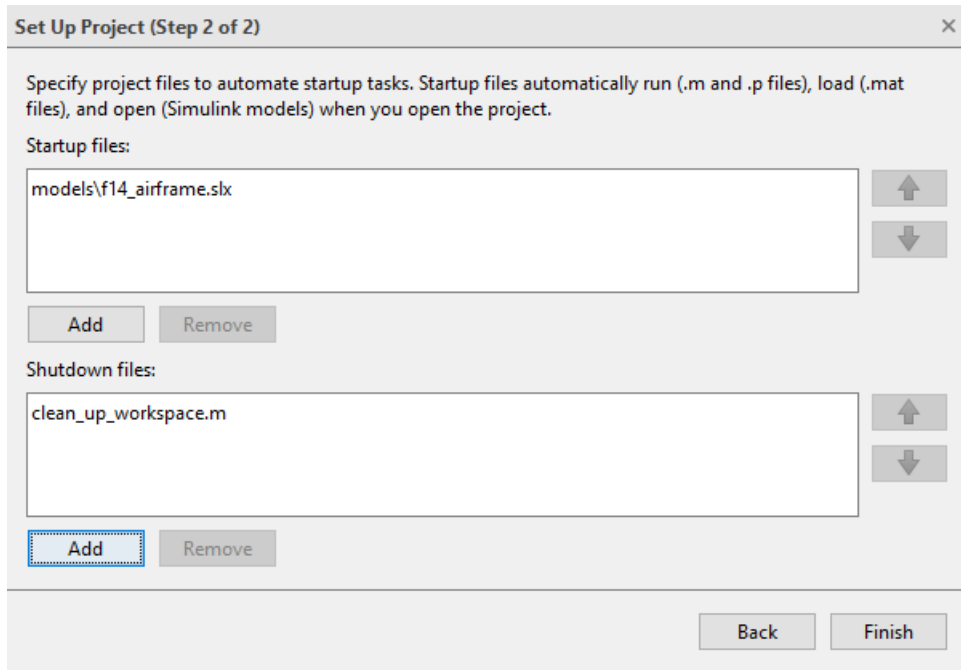 Set Up Project (Step 2 of 2)
Specify project files to automate startup tasks. Startup files automatically run (.m and .p files), load (.mat
files), and open (Simulink models) when you open the project.
Startup files:
models\f14_airframe.slx
Add
Remove
Shutdown files:
clean_up_workspace.m
Add
Remove
Back
Finish